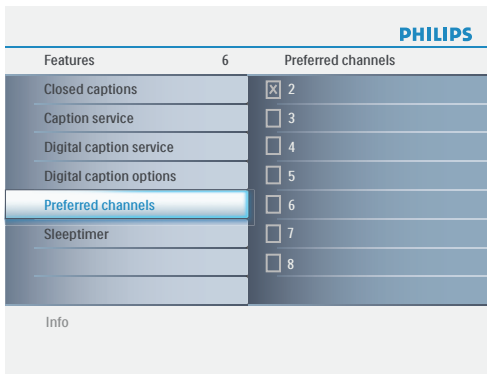 PHILIPS
Features 6 Preferred channels
Closed captions
Caption service
Digital caption service
Digital caption options
Preferred channels
Sleeptimer
X 2
3
4
5
6
7
8
Info